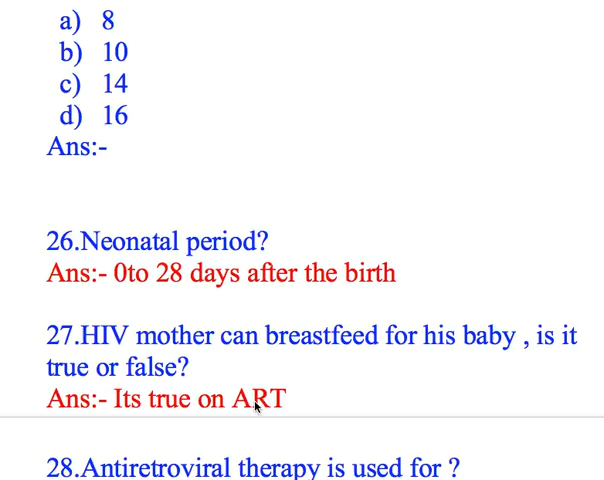 a) 8
b) 10
c) 14
d) 16
Ans:-
26.Neonatal period?
Ans:- 0to 28 days after the birth
27.HIV mother can breastfeed for his baby , is it
true or false?
Ans:- Its true on ART
28.Antiretroviral therapy is used for ?